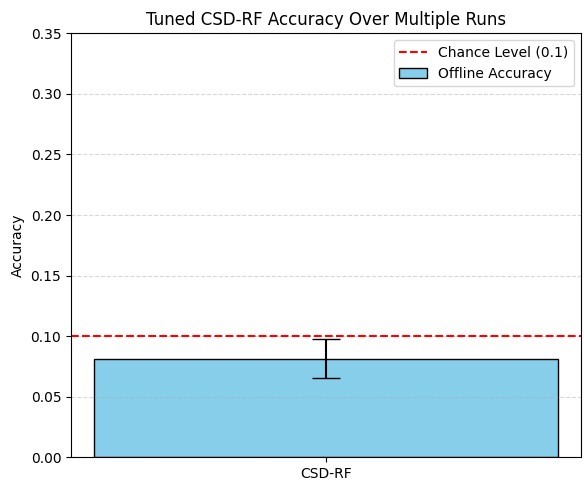 Tuned CSD-RF Accuracy Over Multiple Runs
0.35
Chance Level (0.1)
Offline Accuracy
0.30
0.25
0.20
0.15
0.10
0.05
0.00
Accuracy
CSD-RF